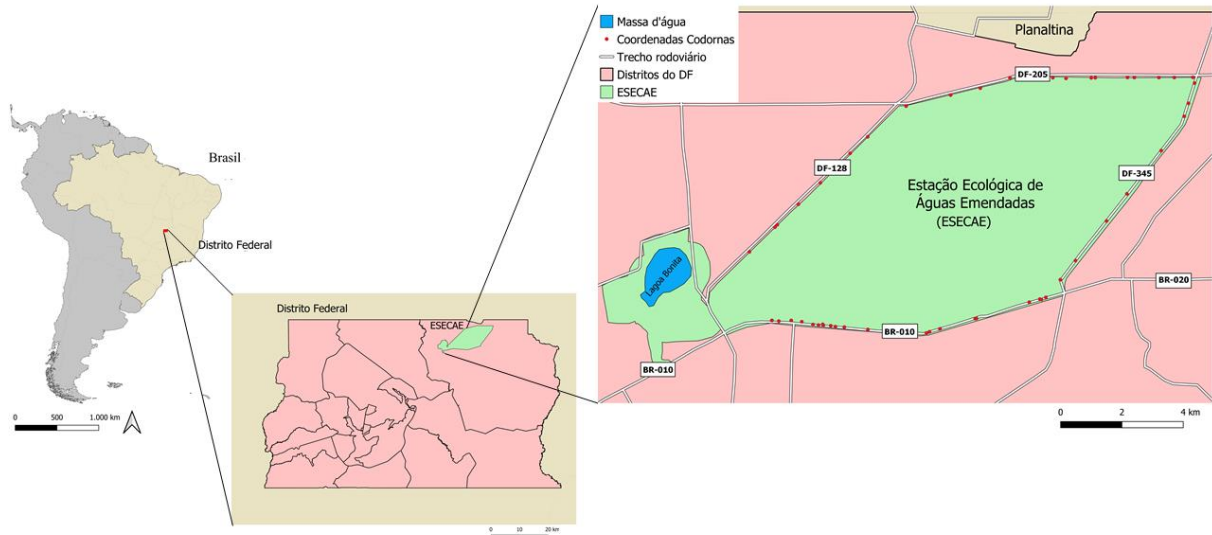 Brasil
Distrito Federal
0 500 1.000 km
Distrito Federal
ESECAE
0 10 20 km
Massa d'água
Coordenadas Codornas
Trecho rodoviário
Distritos do DF
ESECAE
Planaltina
DF-205
DF-128
DF-345
Estação Ecológica de
Águas Emendadas
(ESECAE)
Lagoa Bonita
BR-020
BR-010
BR-010
0 2 4 km